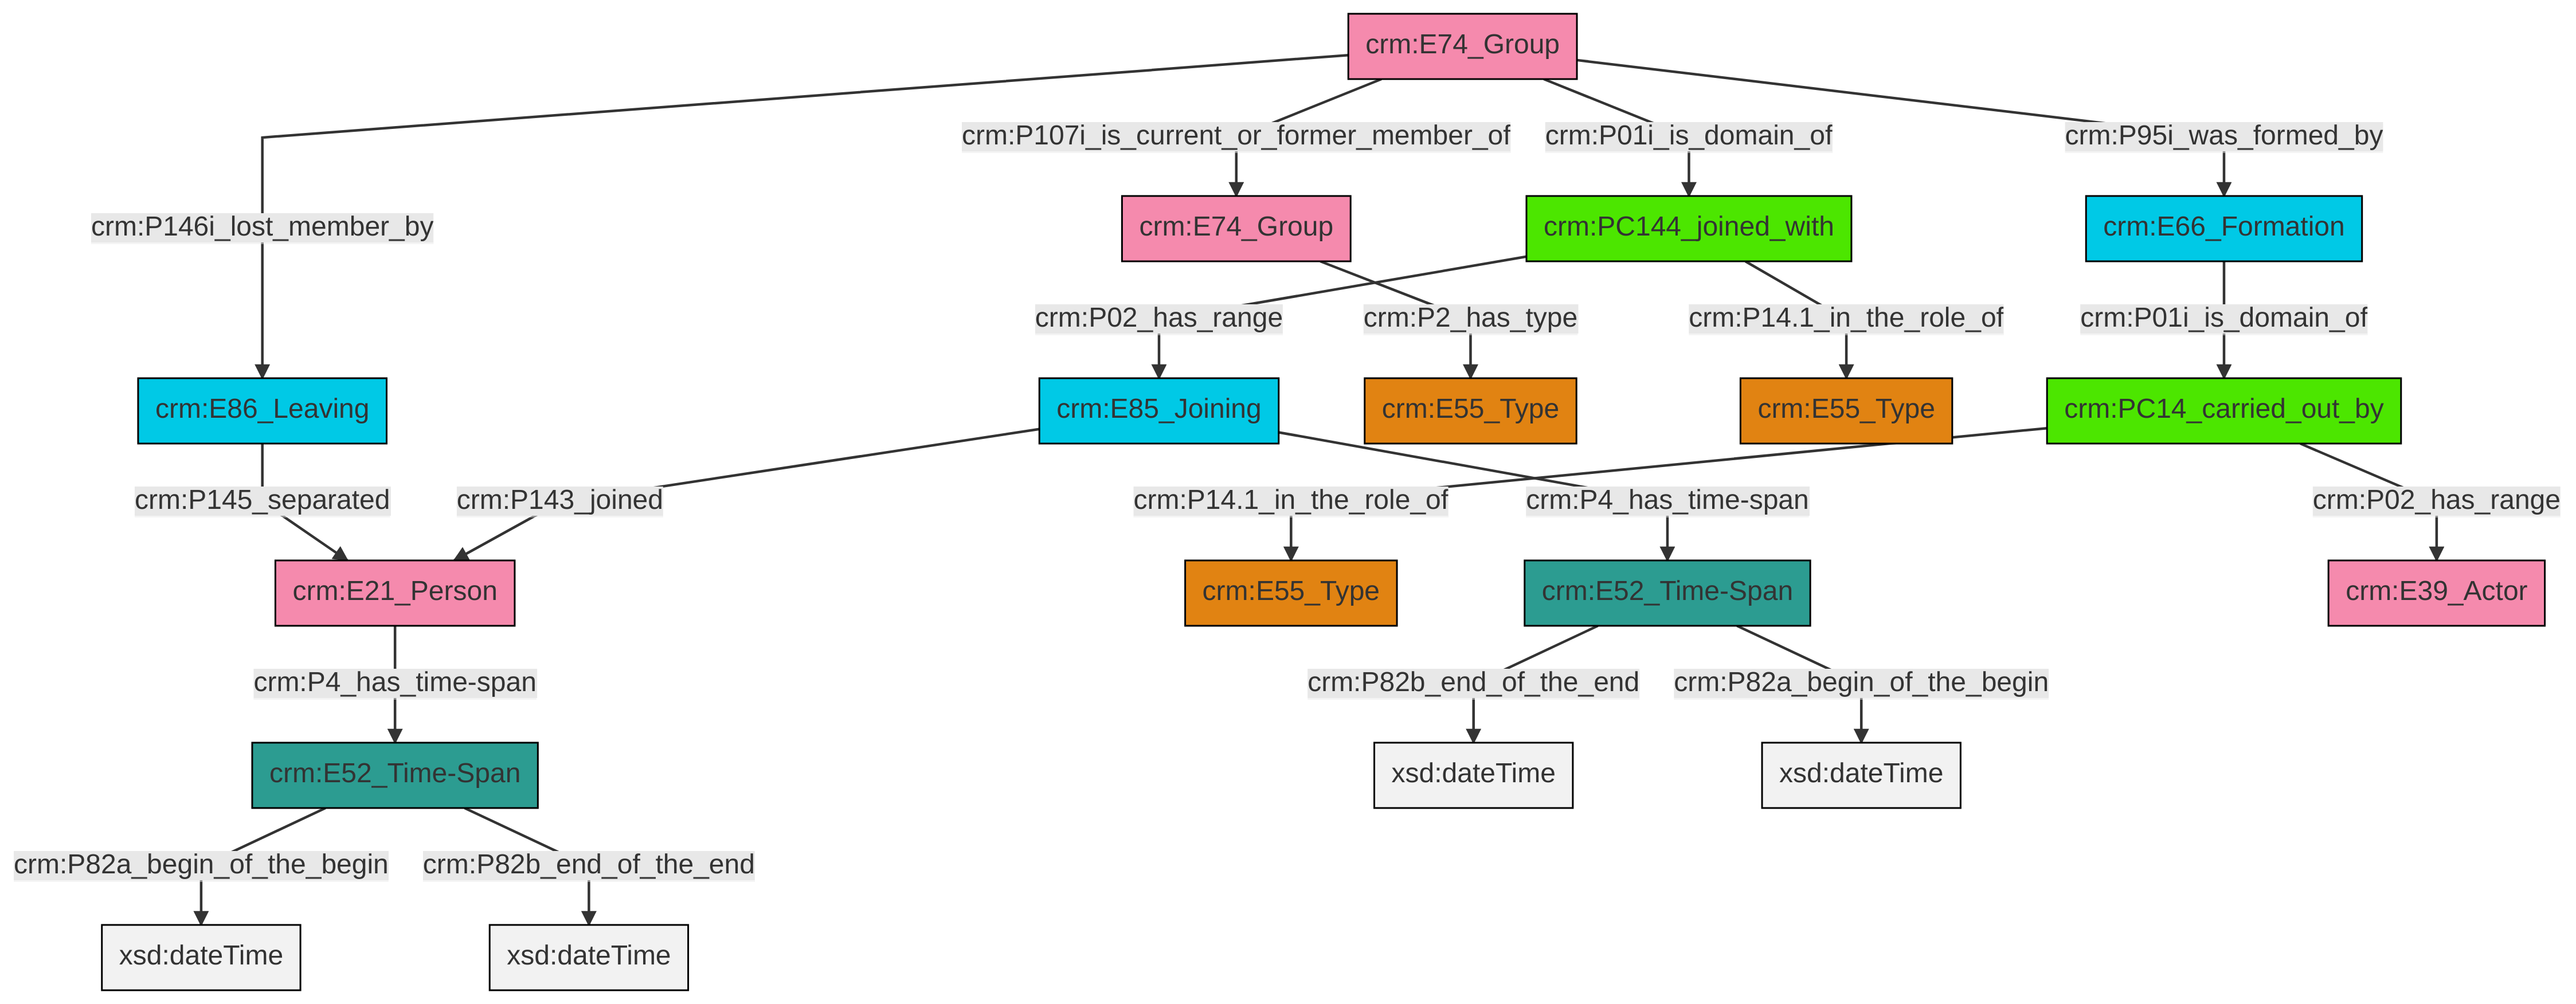 crm:E74_Group
crm:P107i_is_current_or_former_member_of
crm:P01i_is_domain_of
crm:P95i_was_formed_by
crm:P146i_lost_member_by
crm:E74_Group
crm:PC144_joined_with
crm:E66_Formation
crm:P02_has_range
crm:P2_has_type
crm:P14.1_in_the_role_of
crm:P01i_is_domain_of
crm:E86_Leaving
crm:E85_Joining
crm:E55_Type
crm:E55_Type
crm:PC14_carried_out_by
crm:P145_separated
crm:P143_joined
crm:P14.1_in_the_role_of
crm:P4_has_time-span
crm:P02_has_range
crm:E21_Person
crm:E55_Type
crm:E52_Time-Span
crm:E39_Actor
crm:P4_has_time-span
crm:P82b_end_of_the_end
crm:P82a_begin_of_the_begin
crm:E52_Time-Span
xsd:dateTime
xsd:dateTime
crm:P82a_begin_of_the_begin
crm:P82b_end_of_the_end
xsd:dateTime
xsd:dateTime